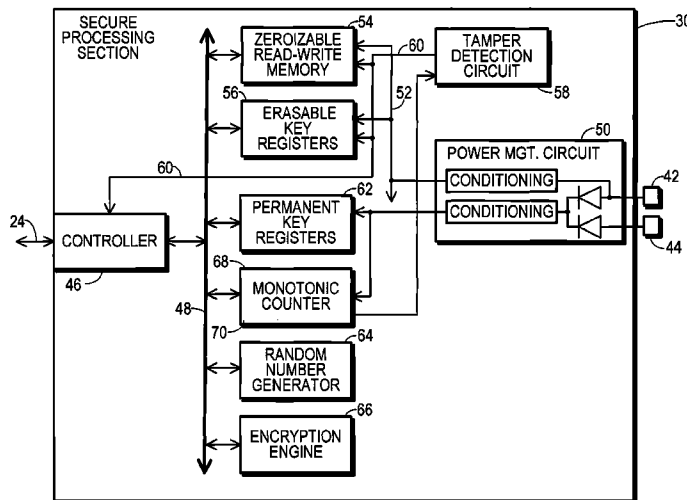 SECURE
PROCESSING
SECTION
54
ZEROIZABLE
READ-WRITE
MEMORY
60
TAMPER
DETECTION
CIRCUIT
58
30
56
ERASABLE
KEY
REGISTERS
52
50
POWER MGT. CIRCUIT
CONDITIONING
CONDITIONING
42
44
60
62
PERMANENT
KEY
REGISTERS
24
CONTROLLER
46
68
MONOTONIC
COUNTER
70
48
64
RANDOM
NUMBER
GENERATOR
66
ENCRYPTION
ENGINE